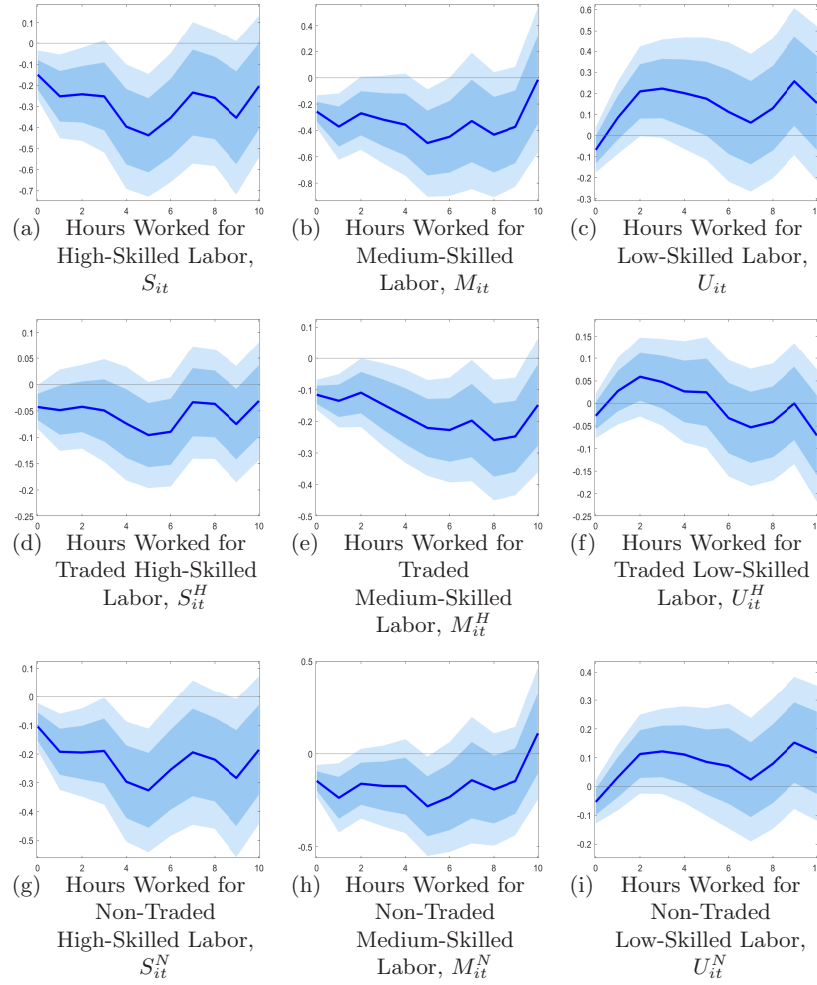 0.1
0
-0.1
-0.2
-0.3
-0.4
-0.5
-0.6
-0.7
0 2 4 6 8 10
0.4
0.2
0
-0.2
-0.4
-0.6
-0.8
0 2 4 6 8 10
0.6
0.5
0.4
0.3
0.2
0.1
0
-0.1
-0.2
-0.3
0 2 4 6 8 10
(a) Hours Worked for
High-Skilled Labor,
S_{it}
(b) Hours Worked for
Medium-Skilled
Labor, M_{it}
(c) Hours Worked for
Low-Skilled Labor,
U_{it}
0.1
0.05
0
-0.05
-0.1
-0.15
-0.2
-0.25
0 2 4 6 8 10
0.1
0
-0.1
-0.2
-0.3
-0.4
-0.5
0 2 4 6 8 10
0.15
0.1
0.05
0
-0.05
-0.1
-0.15
-0.2
-0.25
0 2 4 6 8 10
(d) Hours Worked for
Traded High-Skilled
Labor, S_{it}^{H}
(e) Hours Worked for
Traded
Medium-Skilled
Labor, M_{it}^{H}
(f) Hours Worked for
Traded Low-Skilled
Labor, U_{it}^{H}
0.1
0
-0.1
-0.2
-0.3
-0.4
-0.5
0 2 4 6 8 10
0.5
0
-0.5
0 2 4 6 8 10
0.4
0.3
0.2
0.1
0
-0.1
-0.2
0 2 4 6 8 10
(g) Hours Worked for
Non-Traded
High-Skilled Labor,
S_{it}^{N}
(h) Hours Worked for
Non-Traded
Medium-Skilled
Labor, M_{it}^{N}
(i) Hours Worked for
Non-Traded
Low-Skilled Labor,
U_{it}^{N}